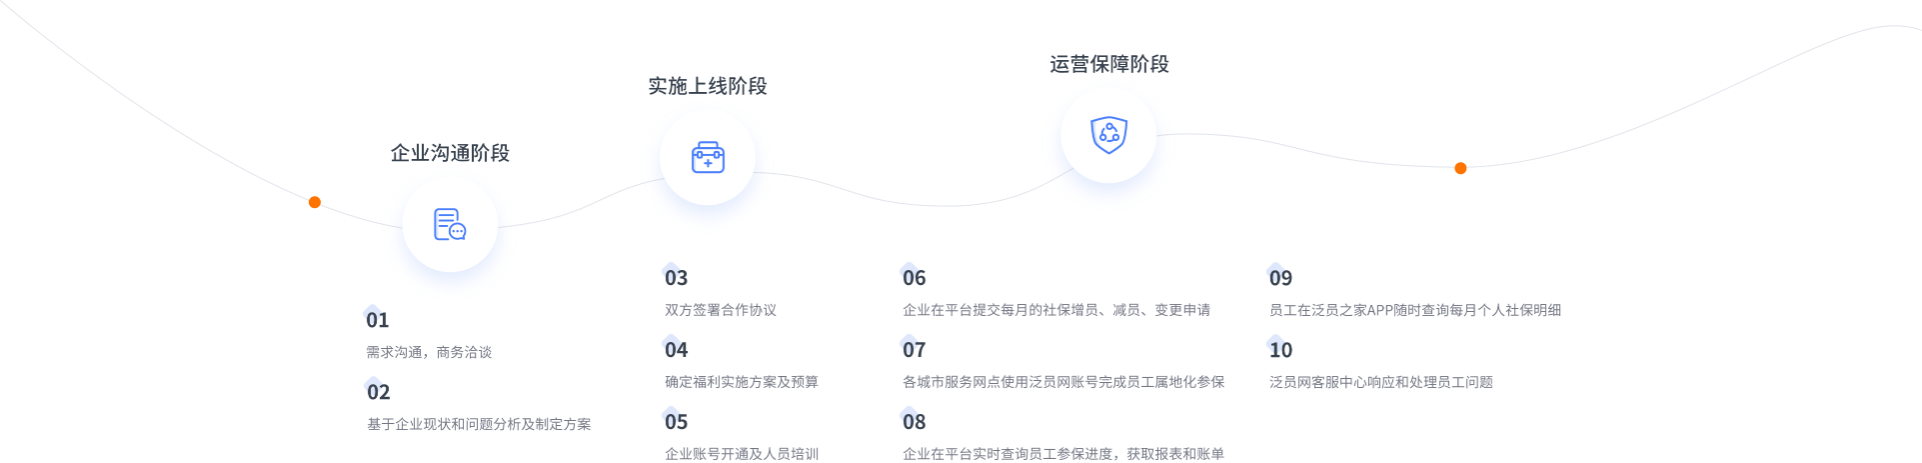 企业沟通阶段
01
需求沟通，商务洽谈
02
基于企业现状和问题分析及制定方案
实施上线阶段
03
双方签署合作协议
04
确定福利实施方案及预算
05
企业账号开通及人员培训
运营保障阶段
06
企业在平台提交每月的社保增员、减员、变更申请
07
各城市服务网点使用泛员网账号完成员工属地化参保
08
企业在平台实时查询员工参保进度，获取报表和账单
09
员工在泛员之家APP随时查询每月个人社保明细
10
泛员网客服中心响应和处理员工问题